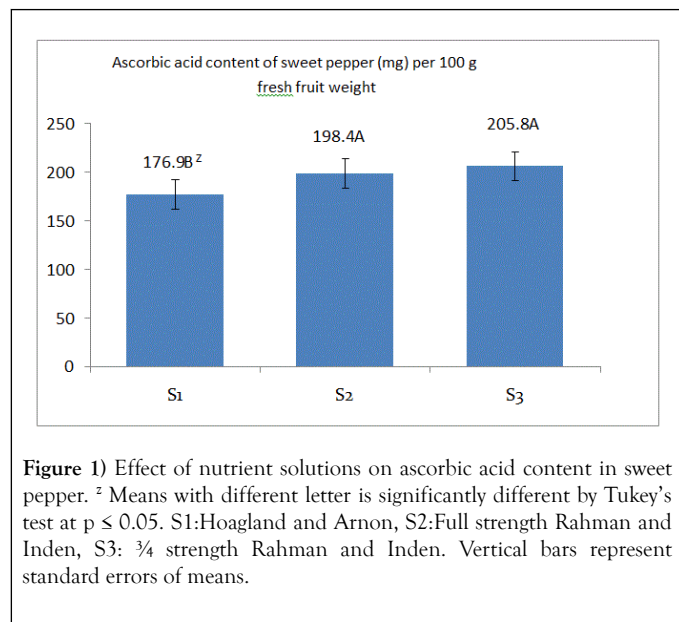 Ascorbic acid content of sweet pepper (mg) per 100 g
fresh fruit weight
250
200
150
100
50
0
176.9B ᶻ
198.4A
205.8A
S1
S2
S3
Figure 1) Effect of nutrient solutions on ascorbic acid content in sweet
pepper. ᶻ Means with different letter is significantly different by Tukey’s
test at p ≤ 0.05. S1:Hoagland and Arnon, S2:Full strength Rahman and
Inden, S3: ¾ strength Rahman and Inden. Vertical bars represent
standard errors of means.